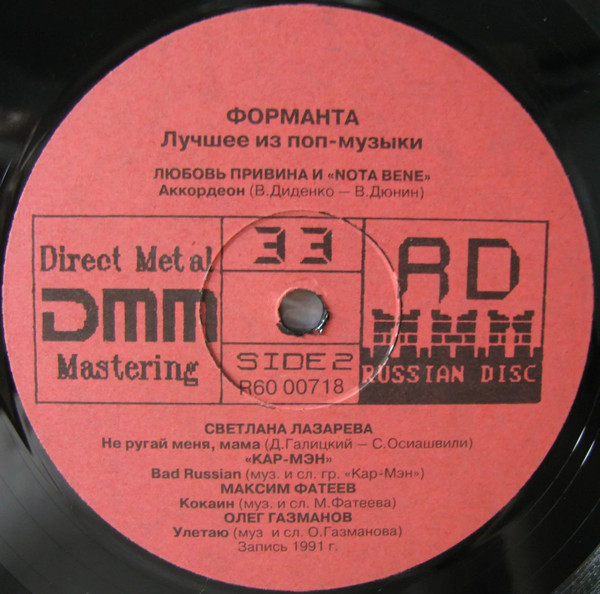 ФОРМАНТА
Лучшее из поп-музыки
ЛЮБОВЬ ПРИВИНА И «NOTA BENE»
Аккордеон (В.Диденко — В.Дюнин)
Direct Metal
DMM
Mastering
33
SIDE 2
R60 00718
RD
RUSSIAN DISC
СВЕТЛАНА ЛАЗАРЕВА
Не ругай меня, мама (Д.Галицкий — С.Осиашвили)
«КАР-МЭН»
Bad Russian (муз. и сл. гр. «Кар-Мэн»)
МАКСИМ ФАТЕЕВ
Кокаин (муз. и сл. М.Фатеева)
ОЛЕГ ГАЗМАНОВ
Улетаю (муз и сл. О.Газманова)
Запись 1991 г.